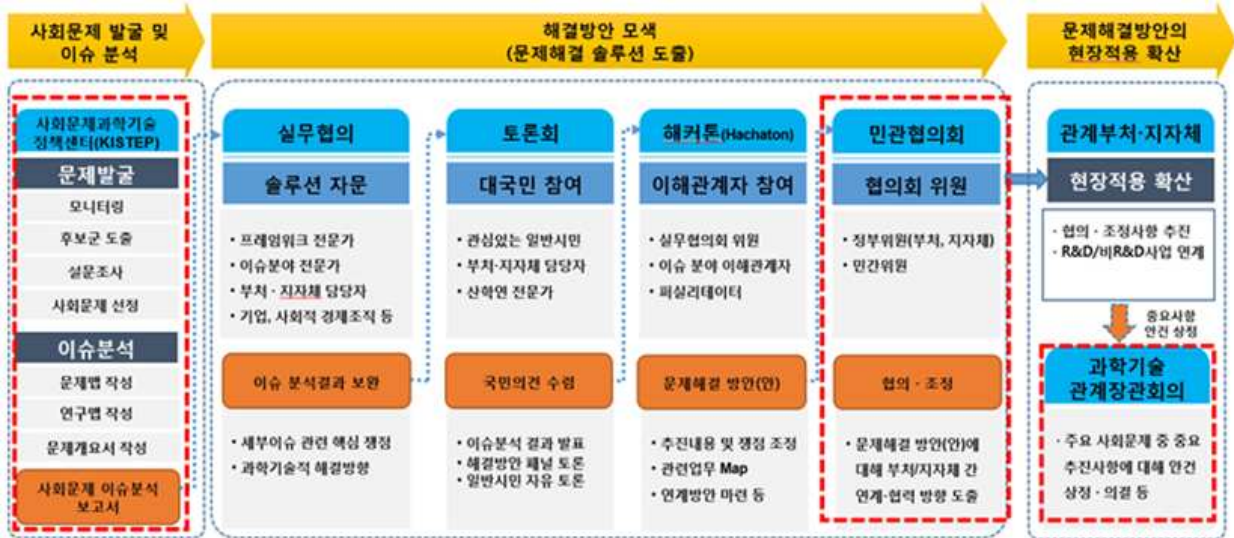 사회문제 발굴 및
이슈 분석
해결방안 모색
(문제해결 솔루션 도출)
문제해결방안의
현장적용 확산
사회문제과학기술
정책센터(KISTEP)
문제발굴
모니터링
후보군 도출
설문조사
사회문제 선정
이슈분석
문제맵 작성
연구맵 작성
문제개요서 작성
사회문제 이슈분석
보고서
실무협의
솔루션 자문
• 프레임워크 전문가
• 이슈분야 전문가
• 부처 · 지자체 담당자
• 기업, 사회적 경제조직 등
이슈 분석결과 보완
• 세부이슈 관련 핵심 쟁점
• 과학기술적 해결방향
토론회
대국민 참여
• 관심있는 일반시민
• 부처·지자체 담당자
• 산학연 전문가
국민의견 수렴
• 이슈분석 결과 발표
• 해결방안 패널 토론
• 일반시민 자유 토론
해커톤(Hachaton)
이해관계자 참여
• 실무협의회 위원
• 이슈 분야 이해관계자
• 퍼실리테이터
문제해결 방안(안)
• 추진내용 및 쟁점 조정
• 관련업무 Map
• 연계방안 마련 등
민관협의회
협의회 위원
• 정부위원(부처, 지자체)
• 민간위원
협의 · 조정
• 문제해결 방안(안)에
대해 부처/지자체 간
연계·협력 방향 도출
관계부처·지자체
현장적용 확산
· 협의 · 조정사항 추진
· R&D/비R&D사업 연계
중요사항
안건 상정
과학기술
관계장관회의
· 주요 사회문제 중 중요
추진사항에 대해 안건
상정 · 의결 등